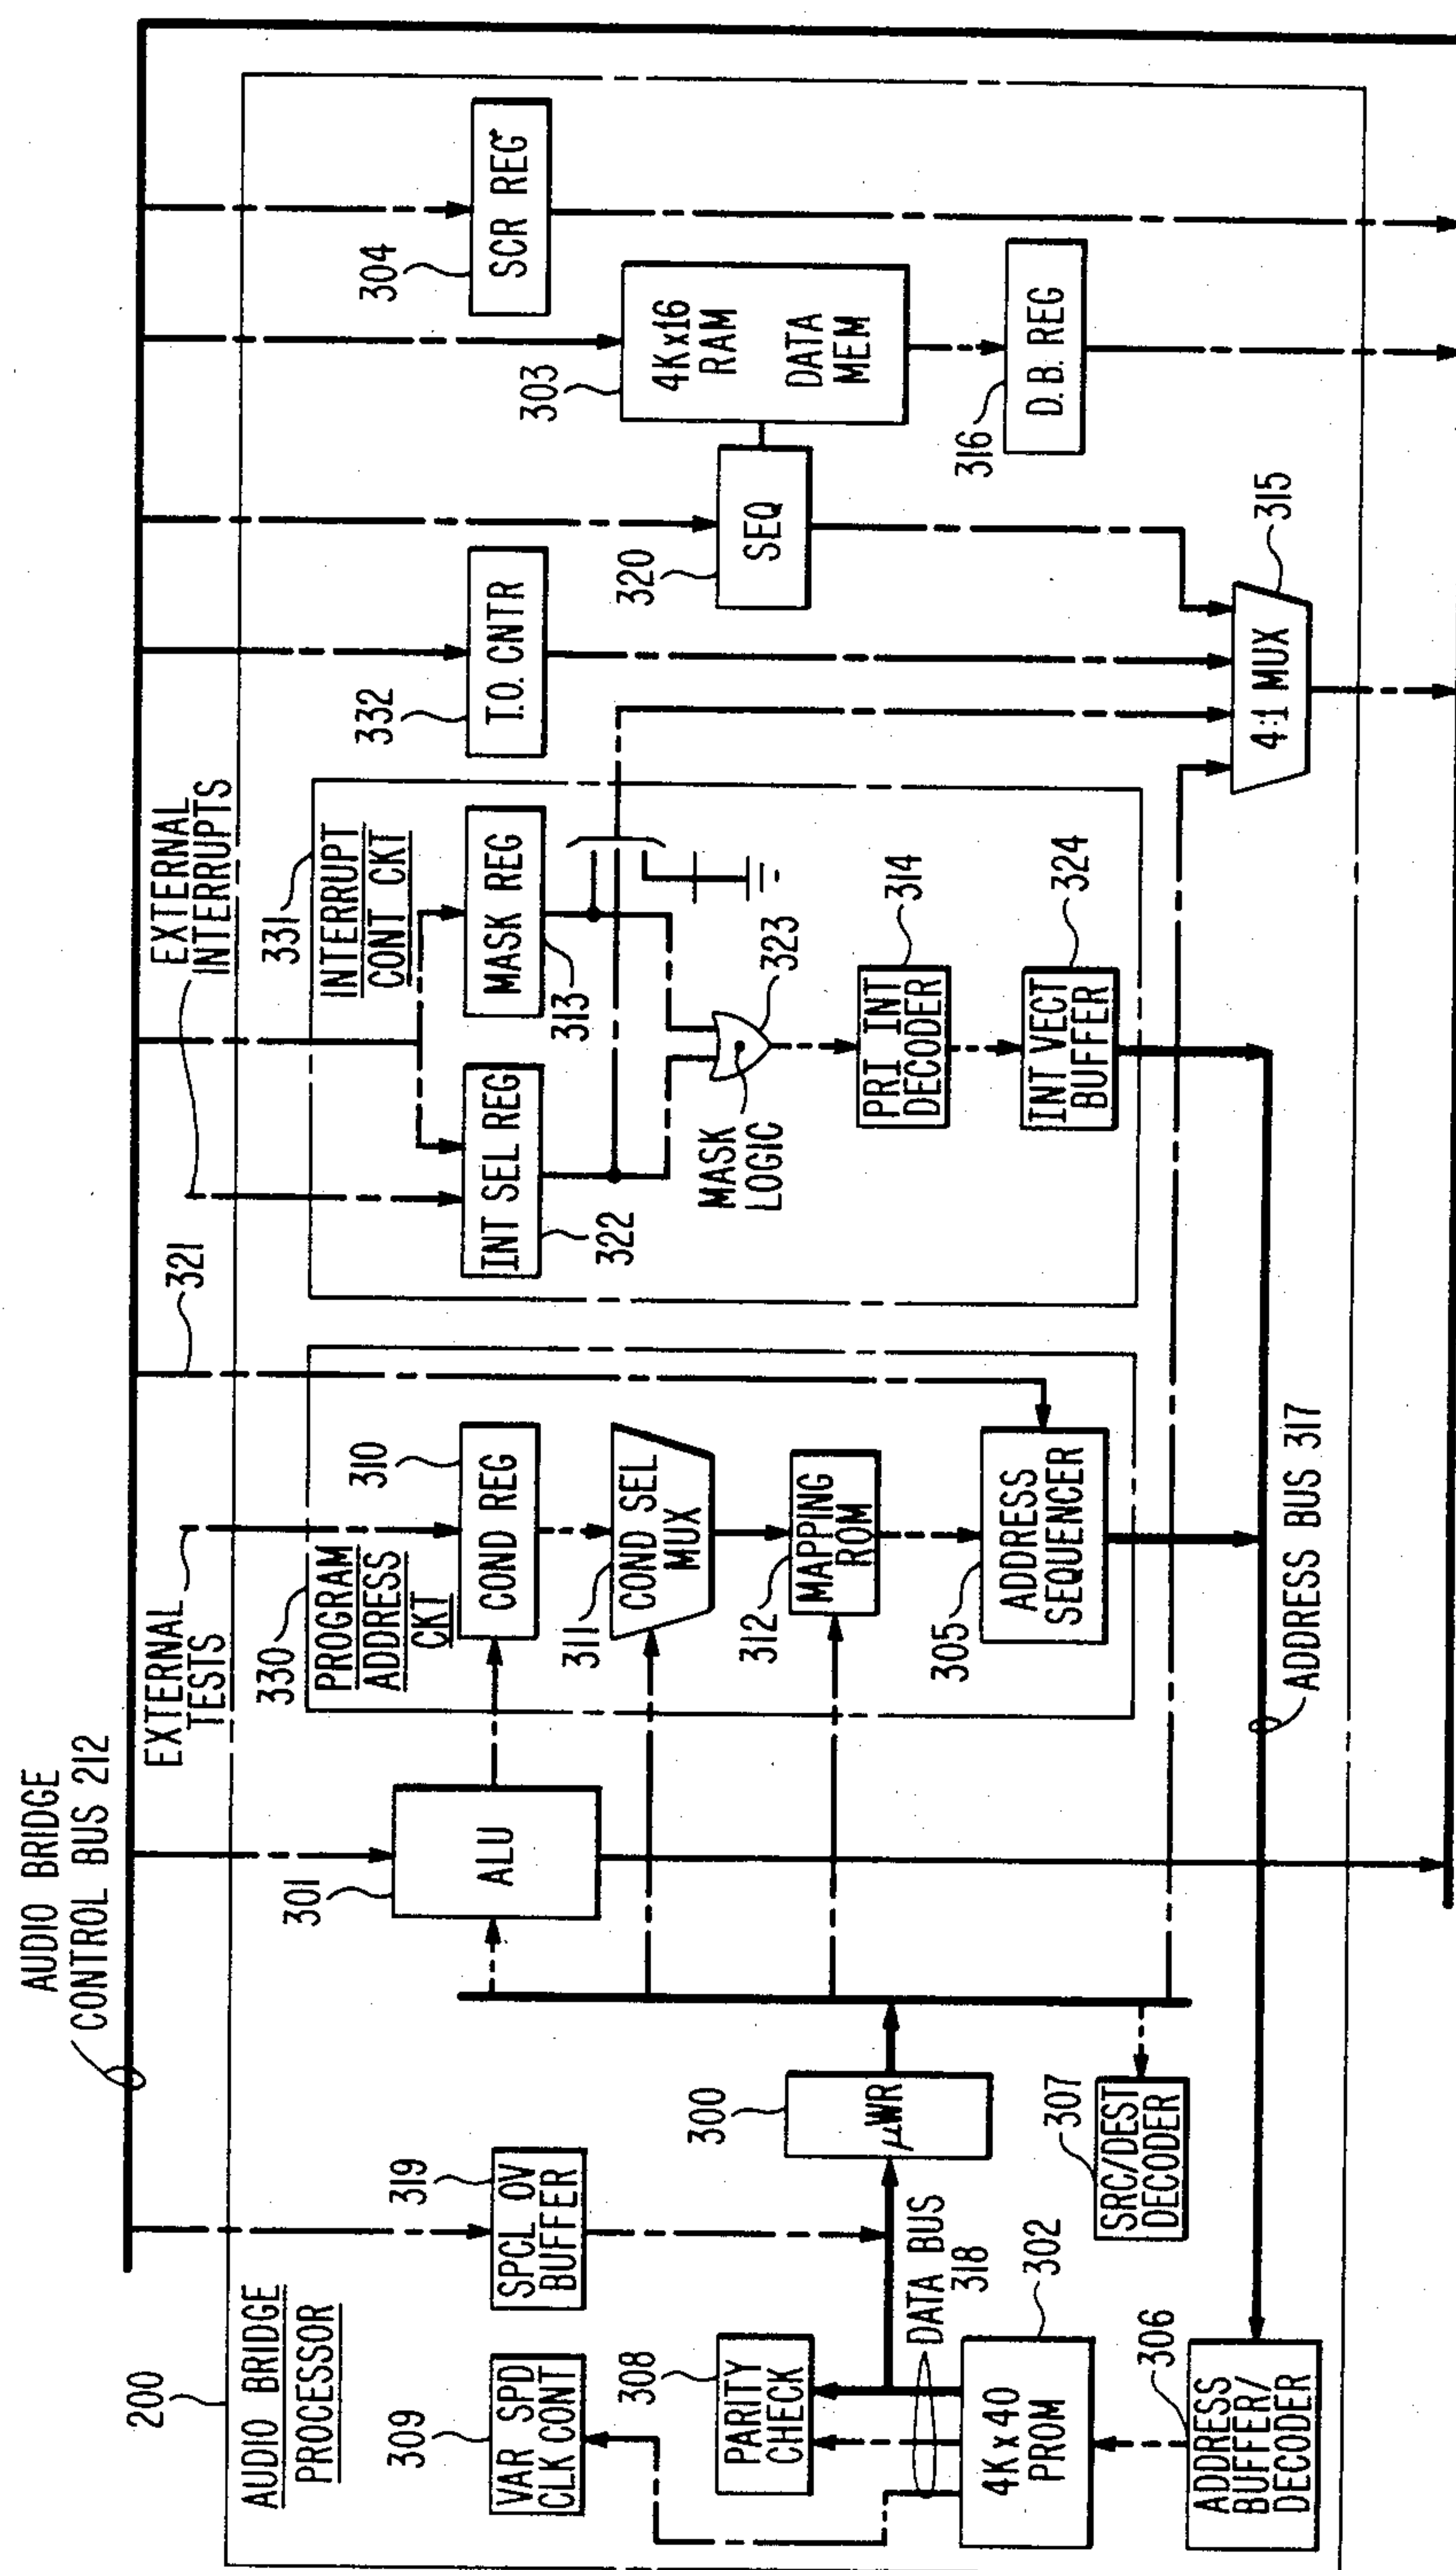 AUDIO BRIDGE
CONTROL BUS 212
200
AUDIO BRIDGE
PROCESSOR
309
VAR SPD
CLK CONT
319
SPCL OV
BUFFER
308
PARITY
CHECK
DATA BUS
318
302
4K x 40
PROM
306
ADDRESS
BUFFER/
DECODER
300
μWR
307
SRC/DEST
DECODER
301
ALU
EXTERNAL
TESTS
321
330
PROGRAM
ADDRESS
CKT
310
COND REG
311
COND SEL
MUX
312
MAPPING
ROM
305
ADDRESS
SEQUENCER
ADDRESS BUS 317
EXTERNAL
INTERRUPTS
331
INTERRUPT
CONT CKT
INT SEL REG
322
MASK REG
313
MASK
LOGIC
323
PRI INT
DECODER
314
INT VECT
BUFFER
324
332
T.O. CNTR
320
SEQ
315
4:1 MUX
303
4K x 16
RAM
DATA
MEM
316
D.B. REG
304
SCR REG